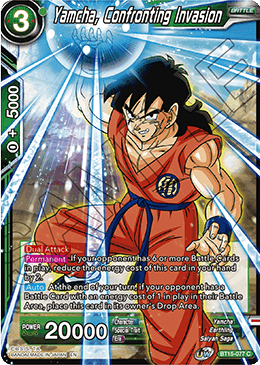 3
Yamcha, Confronting Invasion
BATTLE
+ 5000
Dual Attack
Permanent If your opponent has 6 or more Battle Cards
in play, reduce the energy cost of this card in your hand
by 2.
Auto At the end of your turn, if your opponent has a
Battle Card with an energy cost of 1 in play in their Battle
Area, place this card in its owner's Drop Area.
POWER 20000
Character
Special Trait
Era
Yamcha
Earthling
Saiyan Saga
BT15-077 C